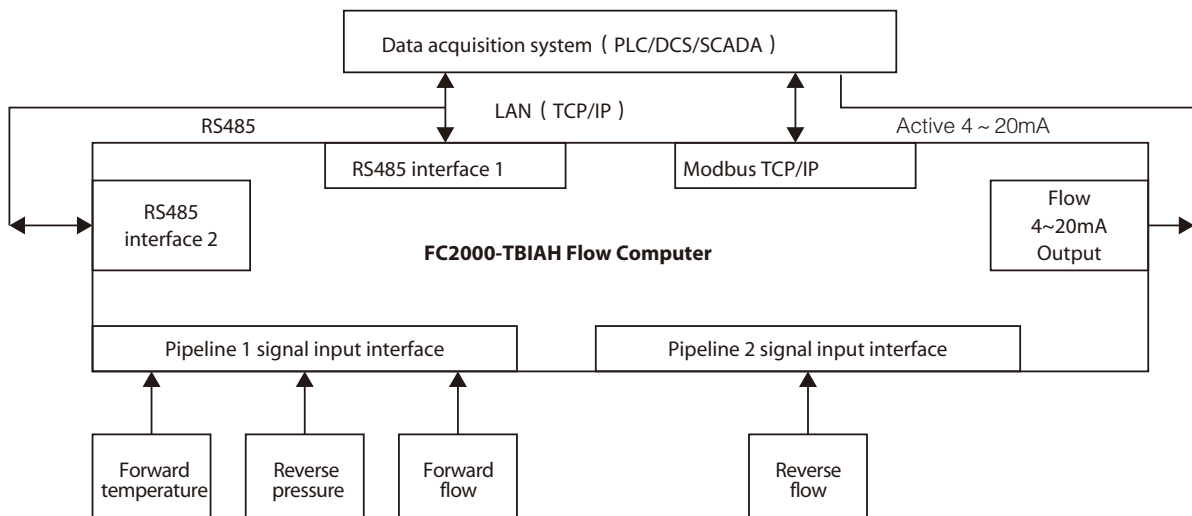 Data acquisition system ( PLC/DCS/SCADA )
LAN ( TCP/IP )
RS485
Active 4 ~ 20mA
RS485 interface 1
Modbus TCP/IP
RS485
interface 2
Flow
4~20mA
Output
FC2000-TBIAH Flow Computer
Pipeline 1 signal input interface
Pipeline 2 signal input interface
Forward
temperature
Reverse
pressure
Forward
flow
Reverse
flow